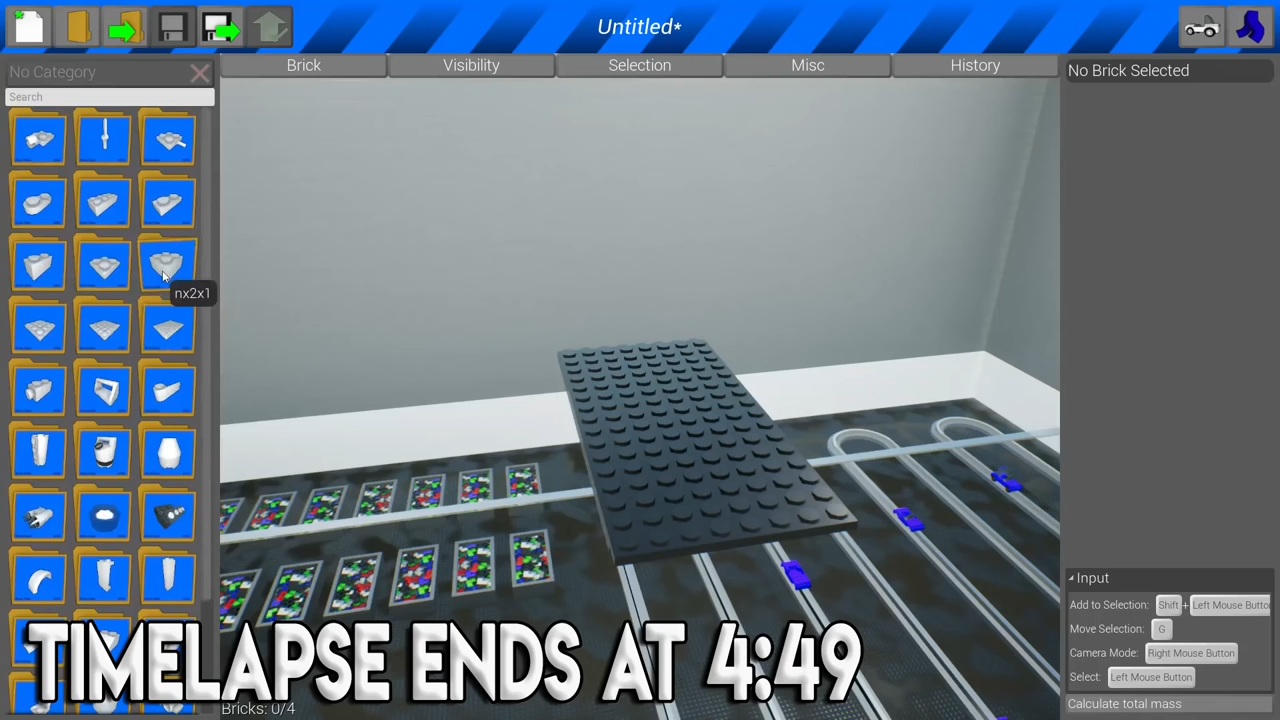 Untitled*
No Category
Brick
Visibility
Selection
Misc
History
No Brick Selected
Search
nx2x1
Input
Add to Selection: Shift + Left Mouse Butto
Move Selection: G
Camera Mode: Right Mouse Button
Select: Left Mouse Button
Calculate total mass
TIMELAPSE ENDS AT 4:49
Bricks: 0/4